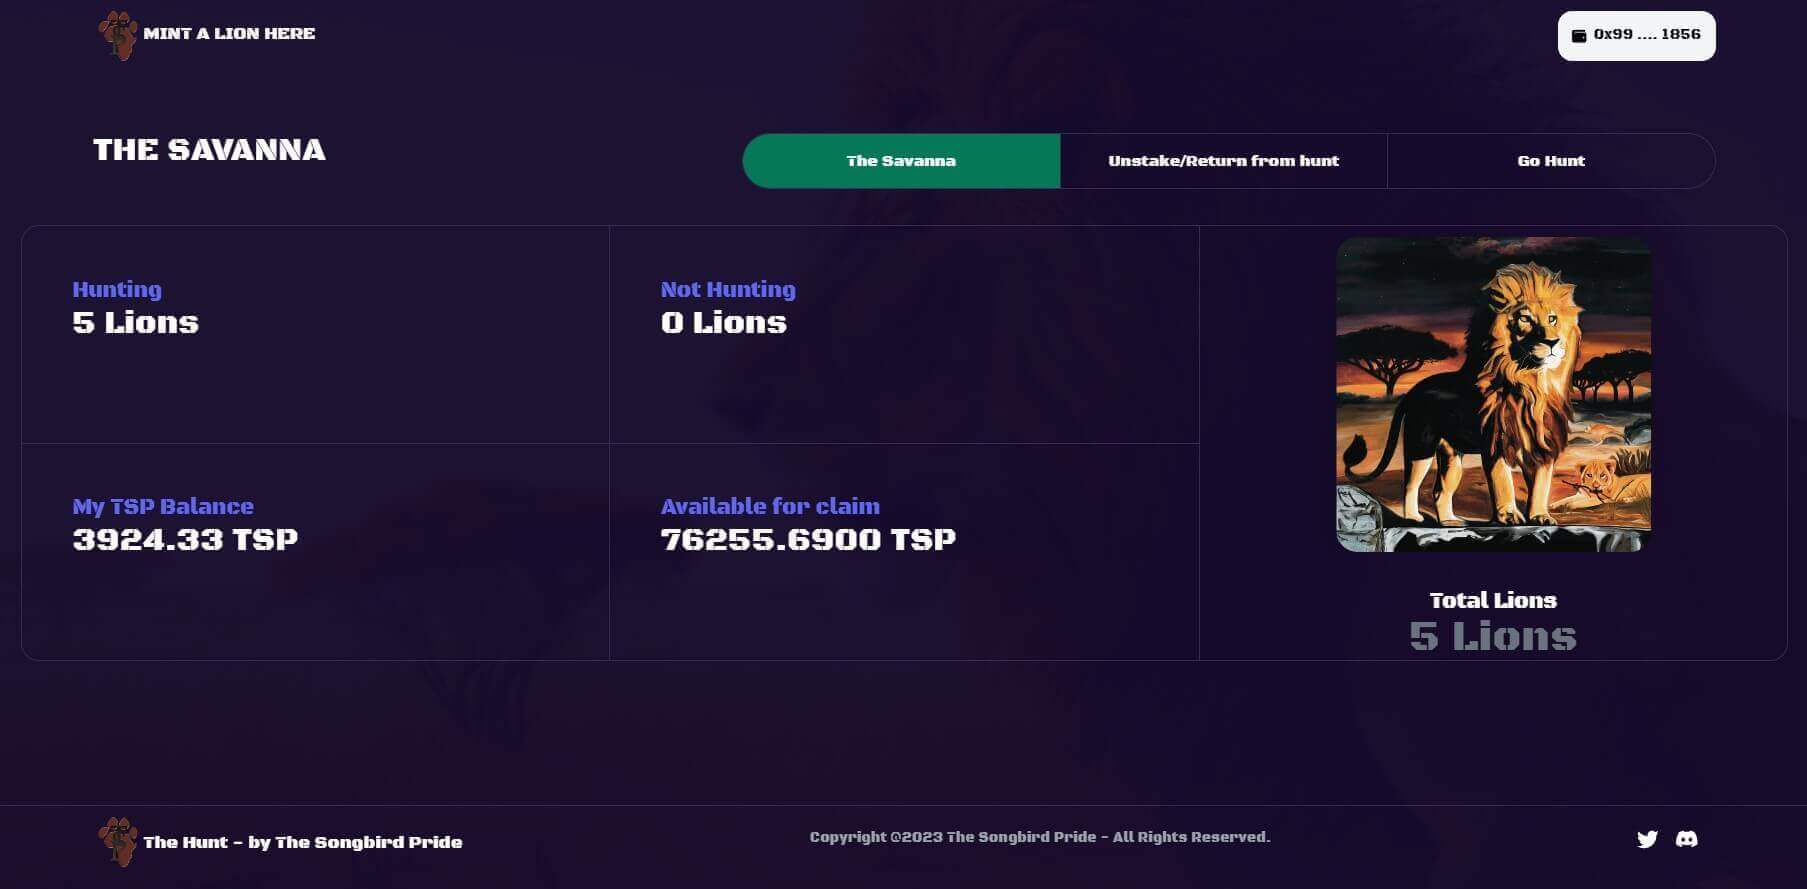 MINT A LION HERE
0x99 .... 1856
THE SAVANNA
The Savanna
Unstake/Return from hunt
Go Hunt
Hunting
5 Lions
Not Hunting
0 Lions
My TSP Balance
3924.33 TSP
Available for claim
76255.6900 TSP
Total Lions
5 Lions
The Hunt - by The Songbird Pride
Copyright ©2023 The Songbird Pride - All Rights Reserved.